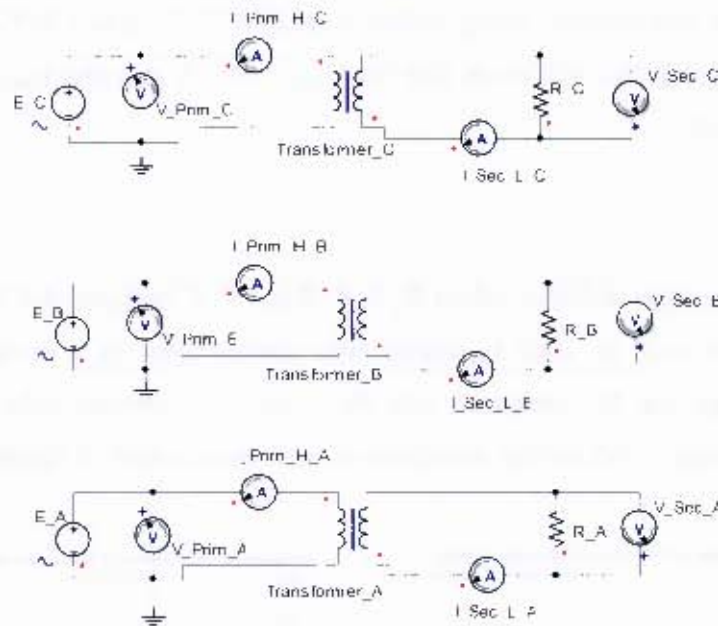 I_Prim_H_C
E_C
V_Prim_C
R_C
V_Sec_C
Transformer_C
I_Sec_L_C
I_Prim_H_B
E_B
V_Prim_B
R_B
V_Sec_B
Transformer_B
I_Sec_L_B
I_Prim_H_A
E_A
V_Prim_A
R_A
V_Sec_A
Transformer_A
I_Sec_L_A
A
V
V
A
A
V
V
A
A
V
V
A